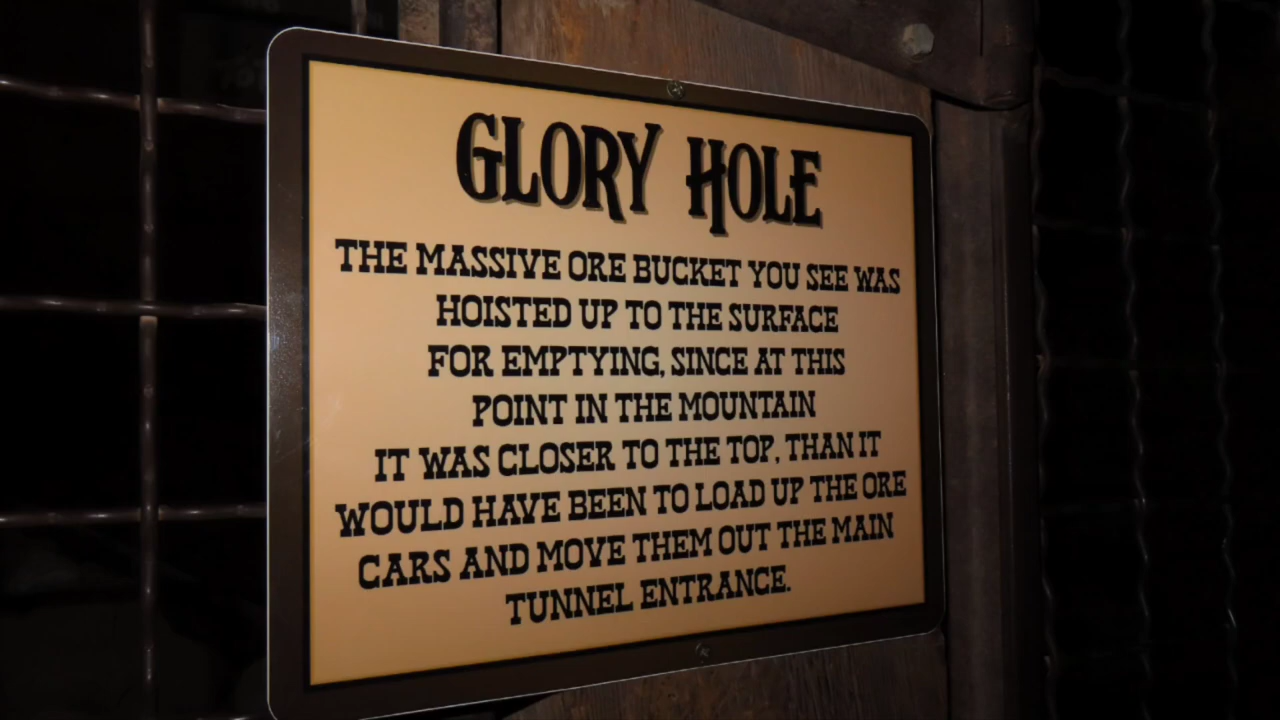 GLORY HOLE
THE MASSIVE ORE BUCKET YOU SEE WAS
HOISTED UP TO THE SURFACE
FOR EMPTYING, SINCE AT THIS
POINT IN THE MOUNTAIN
IT WAS CLOSER TO THE TOP, THAN IT
WOULD HAVE BEEN TO LOAD UP THE ORE
CARS AND MOVE THEM OUT THE MAIN
TUNNEL ENTRANCE.